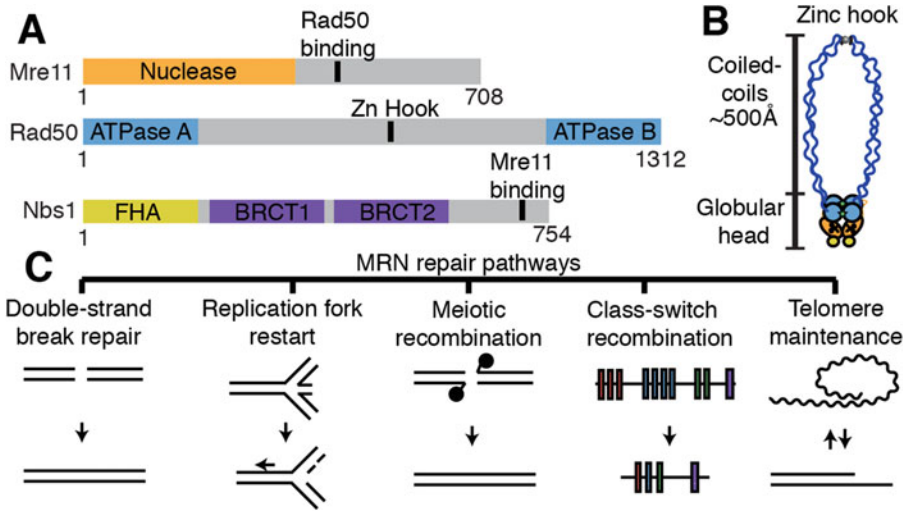 A
Rad50
binding
Mre11
Nuclease
1
708
Zn Hook
Rad50
ATPase A
ATPase B
1
1312
Mre11
binding
Nbs1
FHA
BRCT1
BRCT2
1
754
B
Zinc hook
Coiled-
coils
~500Å
Globular
head
C
MRN repair pathways
Double-strand
break repair
Replication fork
restart
Meiotic
recombination
Class-switch
recombination
Telomere
maintenance